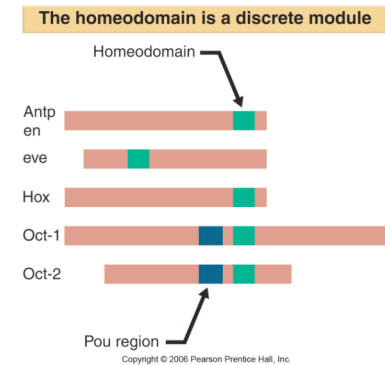 The homeodomain is a discrete module
Homeodomain
Antp
en
eve
Hox
Oct-1
Oct-2
Pou region
Copyright © 2006 Pearson Prentice Hall, Inc.